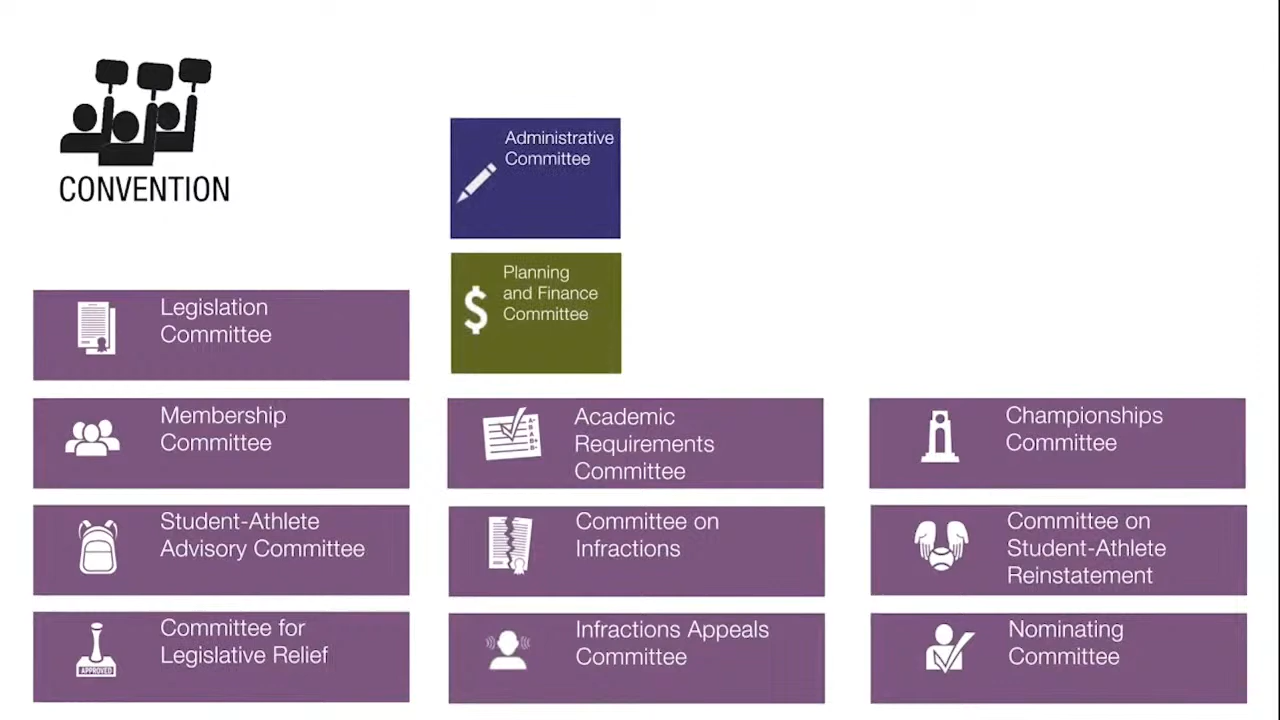 CONVENTION
Administrative
Committee
Planning
and Finance
Committee
Legislation
Committee
Membership
Committee
Academic
Requirements
Committee
Championships
Committee
Student-Athlete
Advisory Committee
Committee on
Infractions
Committee on
Student-Athlete
Reinstatement
Committee for
Legislative Relief
APPROVED
Infractions Appeals
Committee
Nominating
Committee